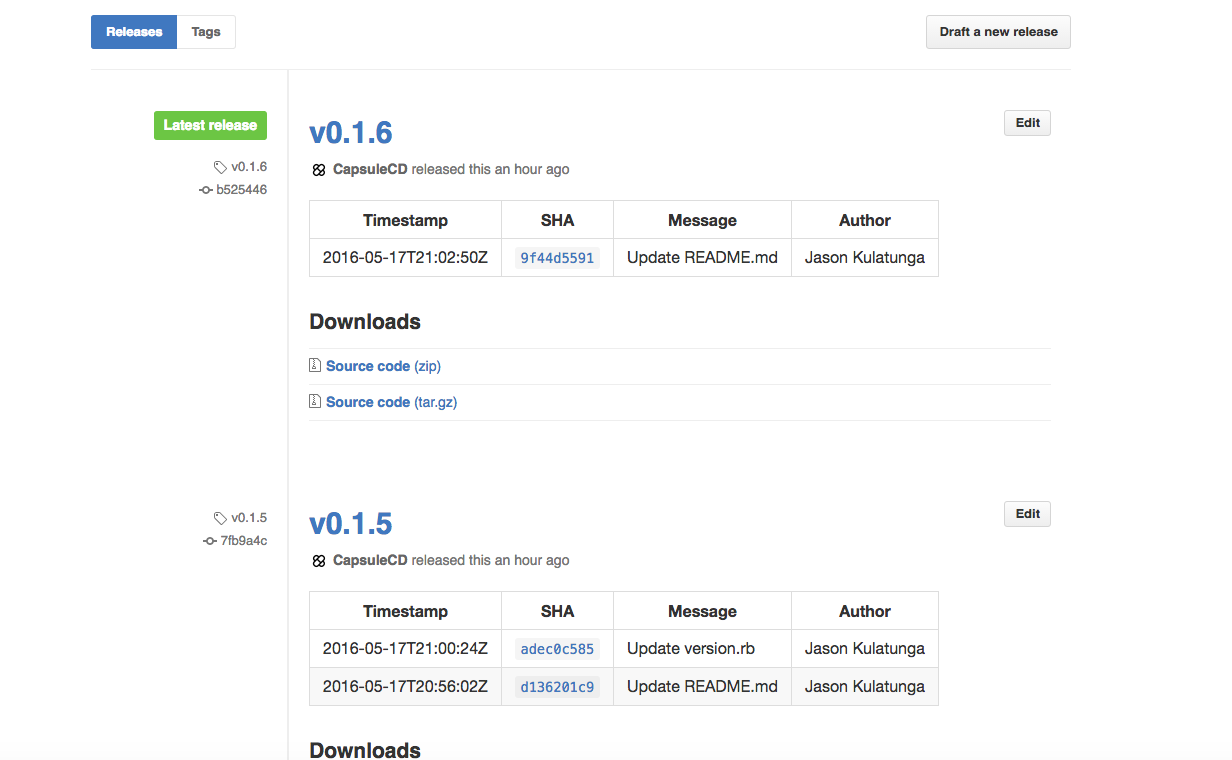 Releases Tags Draft a new release
Latest release
v0.1.6
b525446
v0.1.6 Edit
CapsuleCD released this an hour ago
Timestamp SHA Message Author
2016-05-17T21:02:50Z 9f44d5591 Update README.md Jason Kulatunga
Downloads
Source code (zip)
Source code (tar.gz)
v0.1.5
7fb9a4c
v0.1.5 Edit
CapsuleCD released this an hour ago
Timestamp SHA Message Author
2016-05-17T21:00:24Z adec0c585 Update version.rb Jason Kulatunga
2016-05-17T20:56:02Z d136201c9 Update README.md Jason Kulatunga
Downloads